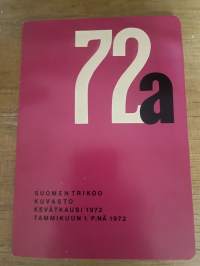 72a
SUOMEN TRIKOO
KUVASTO
KEVÄTKAUSI 1972
TAMMIKUUN 1. P:NÄ 1972